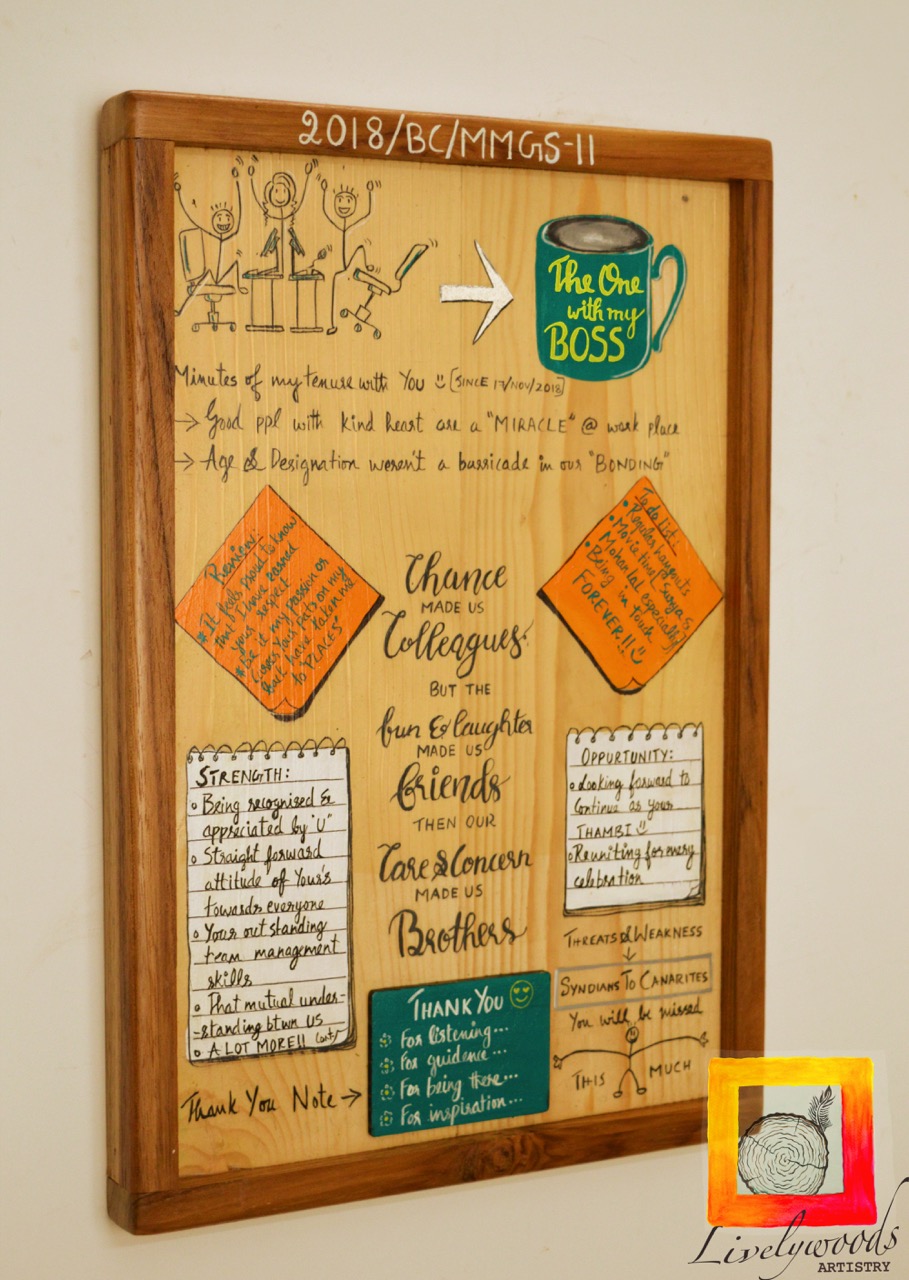 2018/BC/MMGS-II
The One
with my
BOSS
Minutes of my tenure with You [SINCE 17/NOV/2018]
→ Good ppl with kind heart are a "MIRACLE" @ work place
→ Age & Designation weren't a barricade in our "BONDING"
Review:
* It feels proud to know
that I have earned
your respect
* Be it my passion or
career your pats on my
back have taken me
to "PLACES"
To do list:
• Regular hangouts
• Movie time [Surya &
Mohan lal especially]
• Being in touch
FOREVER!!!
Chance
MADE US
Colleagues
BUT THE
fun & laughter
MADE US
friends
THEN OUR
Care & Concern
MADE US
Brothers
STRENGTH:
Being recognised &
appreciated by "U"
Straight forward
attitude of Your's
towards everyone
Your out standing
team management
skills
That mutual under-
-standing btwn US
A LOT MORE!!
OPPURTUNITY:
Looking forward to
Continue as your
THAMBI
Reuniting for every
celebration
THREATS & WEAKNESS
↓
SYNDIANS TO CANARITES
You will be missed
THIS MUCH
Thank You Note →
THANK YOU
For listening...
For guidence...
For being there...
For inspiration...
Livelywoods
ARTISTRY